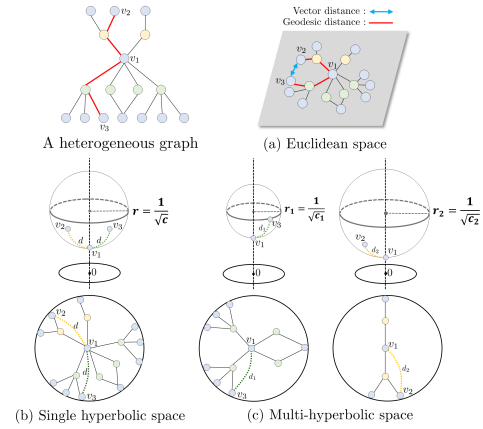 v₂
v₁
v₃
A heterogeneous graph
Vector distance :
Geodesic distance :
v₂
v₁
v₃
(a) Euclidean space
r = 1/√c
v₂
v₃
d
d
v₁
0
v₂
d
v₁
d
v₃
(b) Single hyperbolic space
r₁ = 1/√c₁
v₃
d₁
v₁
0
v₁
d₁
v₃
r₂ = 1/√c₂
v₂
d₂
v₁
0
v₁
d₂
v₂
(c) Multi-hyperbolic space